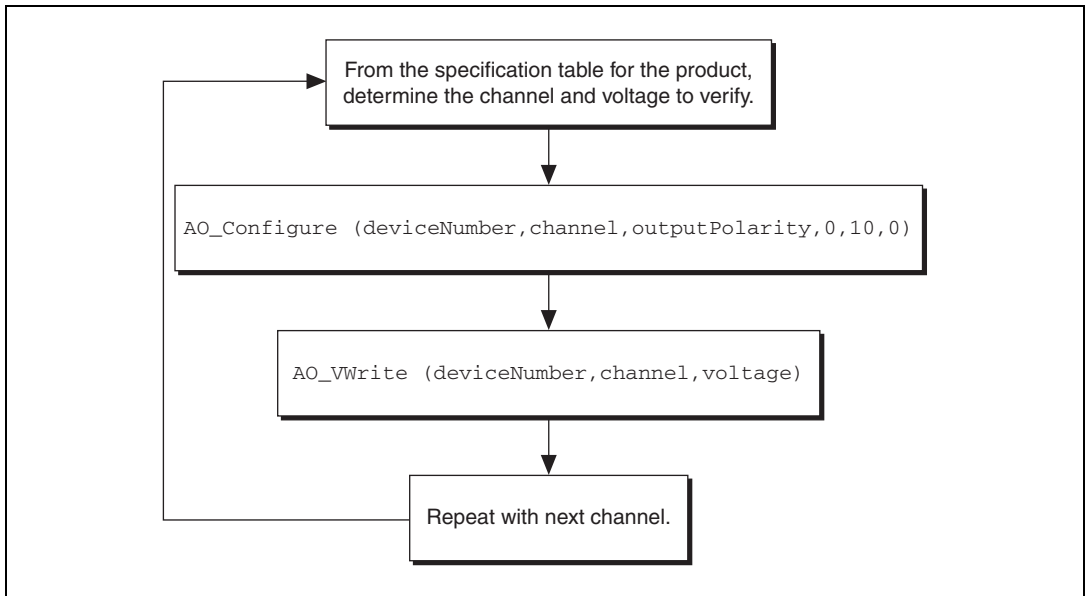 From the specification table for the product,
determine the channel and voltage to verify.
AO_Configure (deviceNumber,channel,outputPolarity,0,10,0)
AO_VWrite (deviceNumber,channel,voltage)
Repeat with next channel.